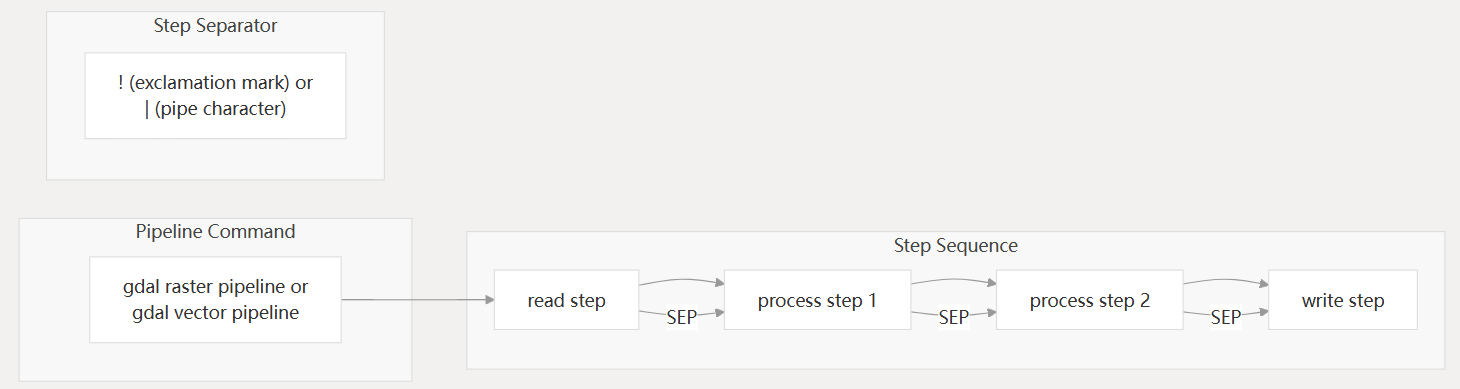 Step Separator
! (exclamation mark) or
| (pipe character)
Pipeline Command
gdal raster pipeline or
gdal vector pipeline
Step Sequence
read step
SEP
process step 1
SEP
process step 2
SEP
write step